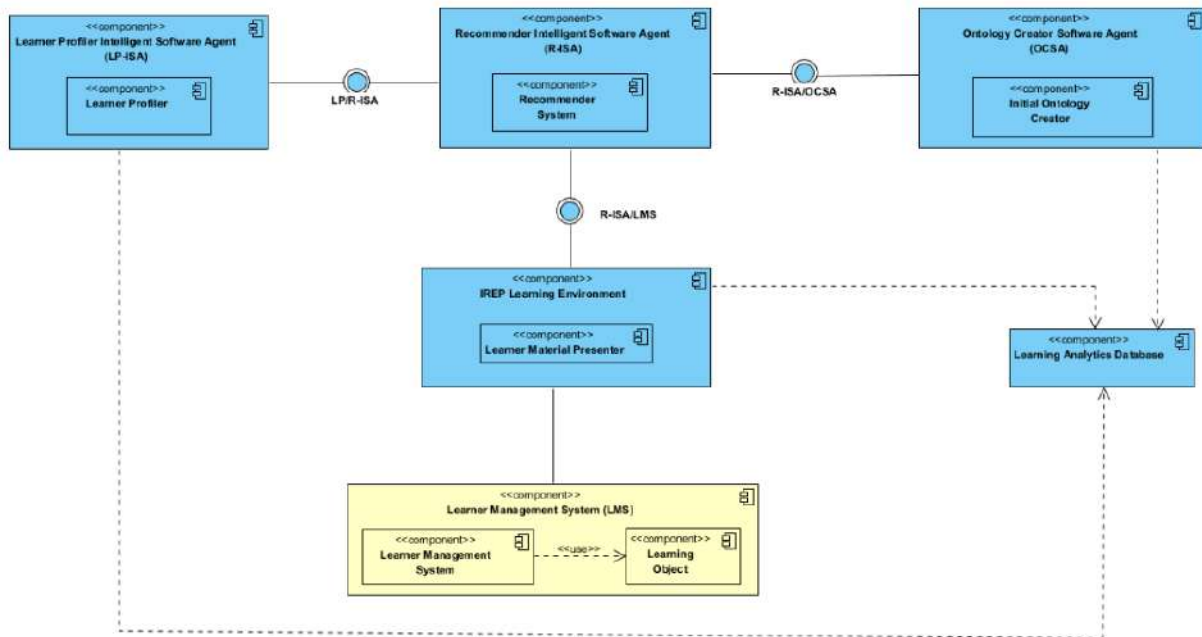 <<component>>
Learner Profiler Intelligent Software Agent
(LP-ISA)
<<component>>
Learner Profiler
LP/R-ISA
<<component>>
Recommender Intelligent Software Agent
(R-ISA)
<<component>>
Recommender
System
R-ISA/OCSA
<<component>>
Ontology Creator Software Agent
(OCSA)
<<component>>
Initial Ontology
Creator
R-ISA/LMS
<<component>>
IREP Learning Environment
<<component>>
Learner Material Presenter
<<component>>
Learning Analytics Database
<<component>>
Learner Management System (LMS)
<<component>>
Learner Management
System
<<use>>
<<component>>
Learning
Object